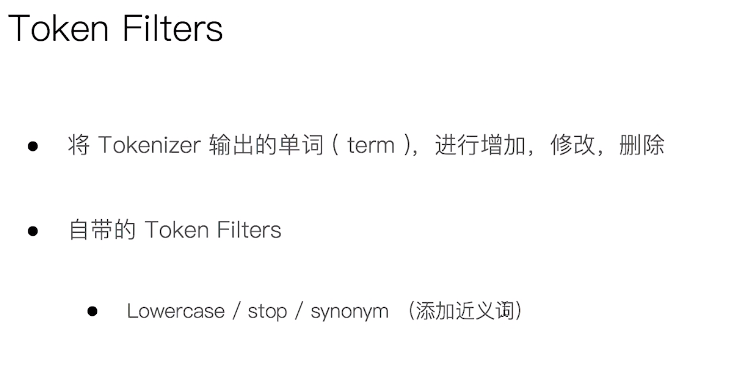 Token Filters
● 将 Tokenizer 输出的单词（term），进行增加，修改，删除
● 自带的 Token Filters
● Lowercase / stop / synonym （添加近义词）